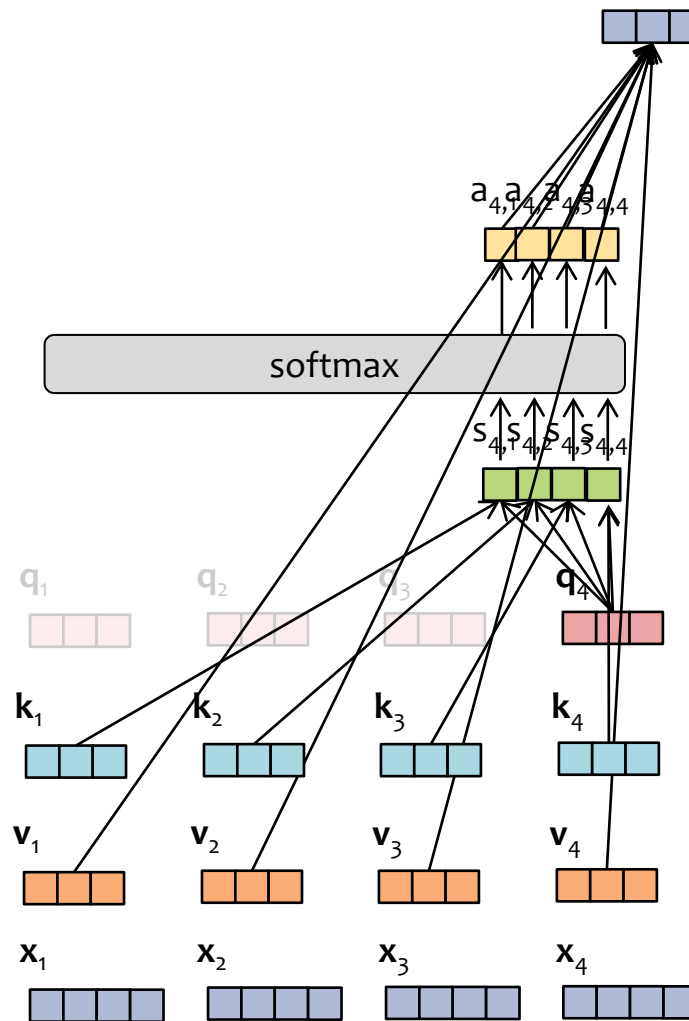 a4,1 a4,2 a4,3 a4,4
softmax
s4,1 s4,2 s4,3 s4,4
q1 q2 q3 q4
k1 k2 k3 k4
v1 v2 v3 v4
x1 x2 x3 x4